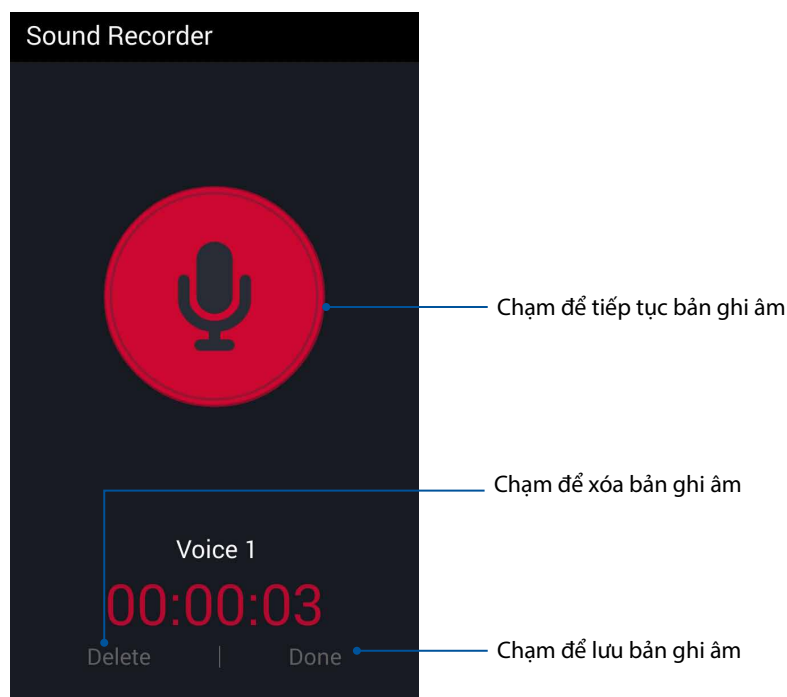 Sound Recorder
Chạm để tiếp tục bản ghi âm
Chạm để xóa bản ghi âm
Voice 1
00:00:03
Delete | Done
Chạm để lưu bản ghi âm